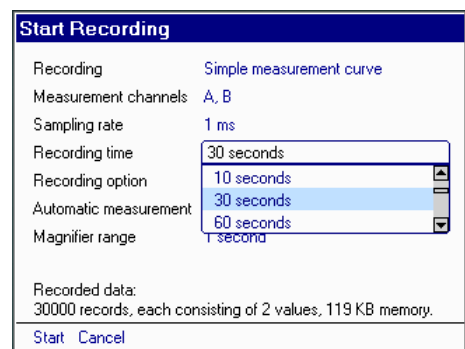 Start Recording
Recording Simple measurement curve
Measurement channels A, B
Sampling rate 1 ms
Recording time 30 seconds
Recording option 10 seconds
30 seconds
Automatic measurement
60 seconds
Magnifier range 1 second
Recorded data:
30000 records, each consisting of 2 values, 119 KB memory.
Start Cancel